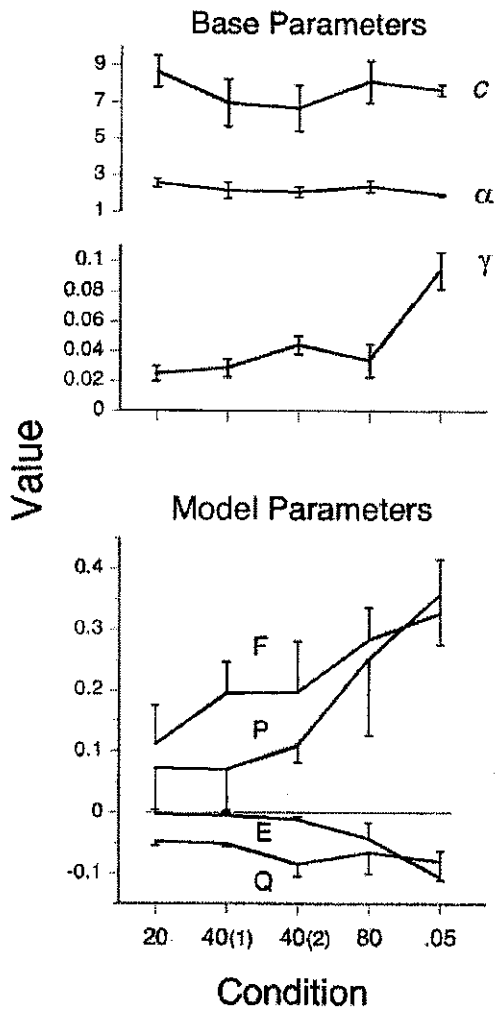 Base Parameters
9
7
5
3
1
c
α
0.1
0.08
0.06
0.04
0.02
0
γ
Value
Model Parameters
0.4
0.3
0.2
0.1
0
-0.1
F
P
E
Q
20 40(1) 40(2) 80 .05
Condition